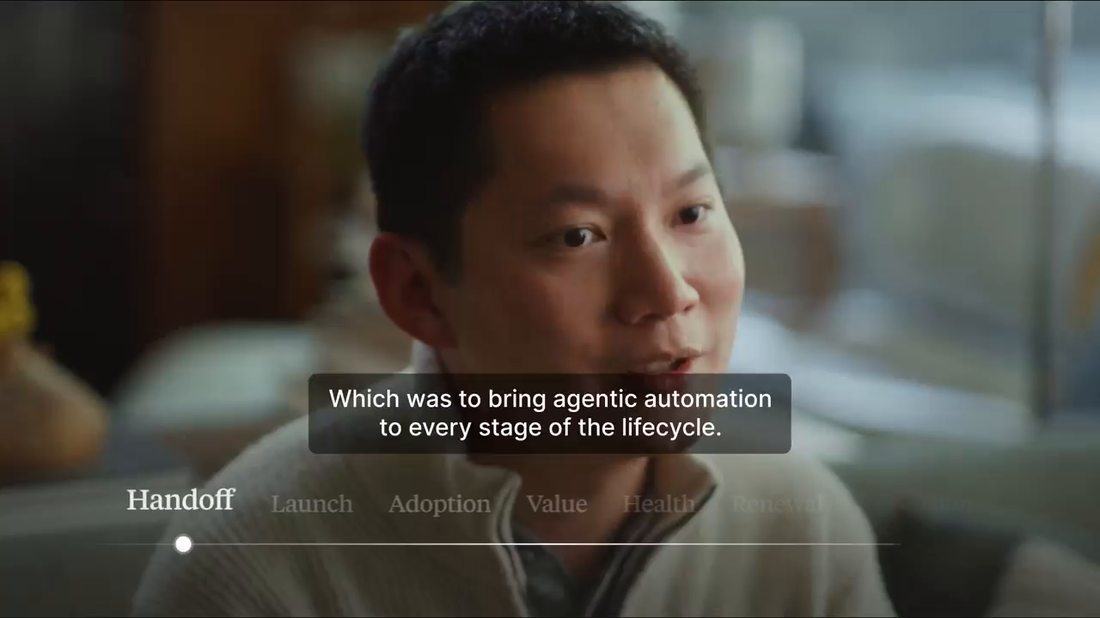 Which was to bring agentic automation
to every stage of the lifecycle.
Handoff Launch Adoption Value Health Renewal